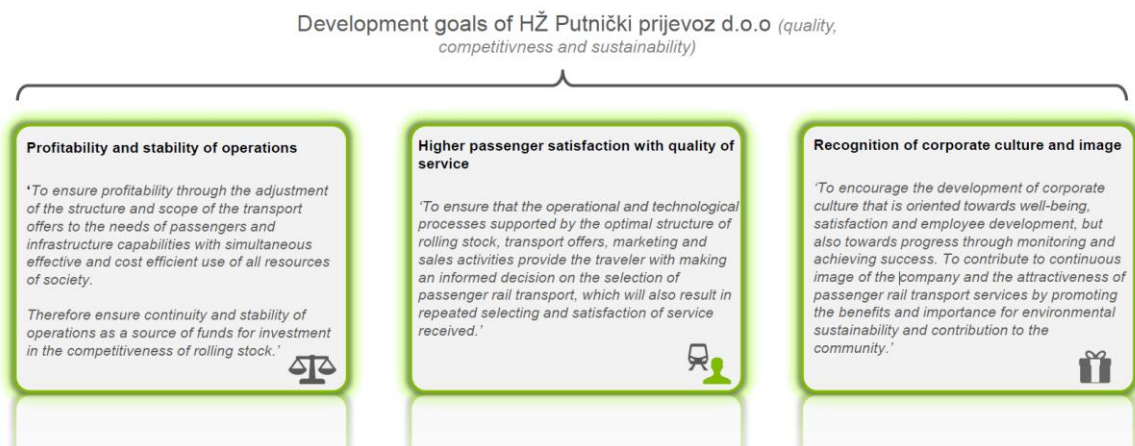 Development goals of HŽ Putnički prijevoz d.o.o (quality,
competitivness and sustainability)
Profitability and stability of operations
‘To ensure profitability through the adjustment
of the structure and scope of the transport
offers to the needs of passengers and
infrastructure capabilities with simultaneous
effective and cost efficient use of all resources
of society.
Therefore ensure continuity and stability of
operations as a source of funds for investment
in the competitiveness of rolling stock.’
Higher passenger satisfaction with quality of
service
‘To ensure that the operational and technological
processes supported by the optimal structure of
rolling stock, transport offers, marketing and
sales activities provide the traveler with making
an informed decision on the selection of
passenger rail transport, which will also result in
repeated selecting and satisfaction of service
received.’
Recognition of corporate culture and image
‘To encourage the development of corporate
culture that is oriented towards well-being,
satisfaction and employee development, but
also towards progress through monitoring and
achieving success. To contribute to continuous
image of the company and the attractiveness of
passenger rail transport services by promoting
the benefits and importance for environmental
sustainability and contribution to the
community.’